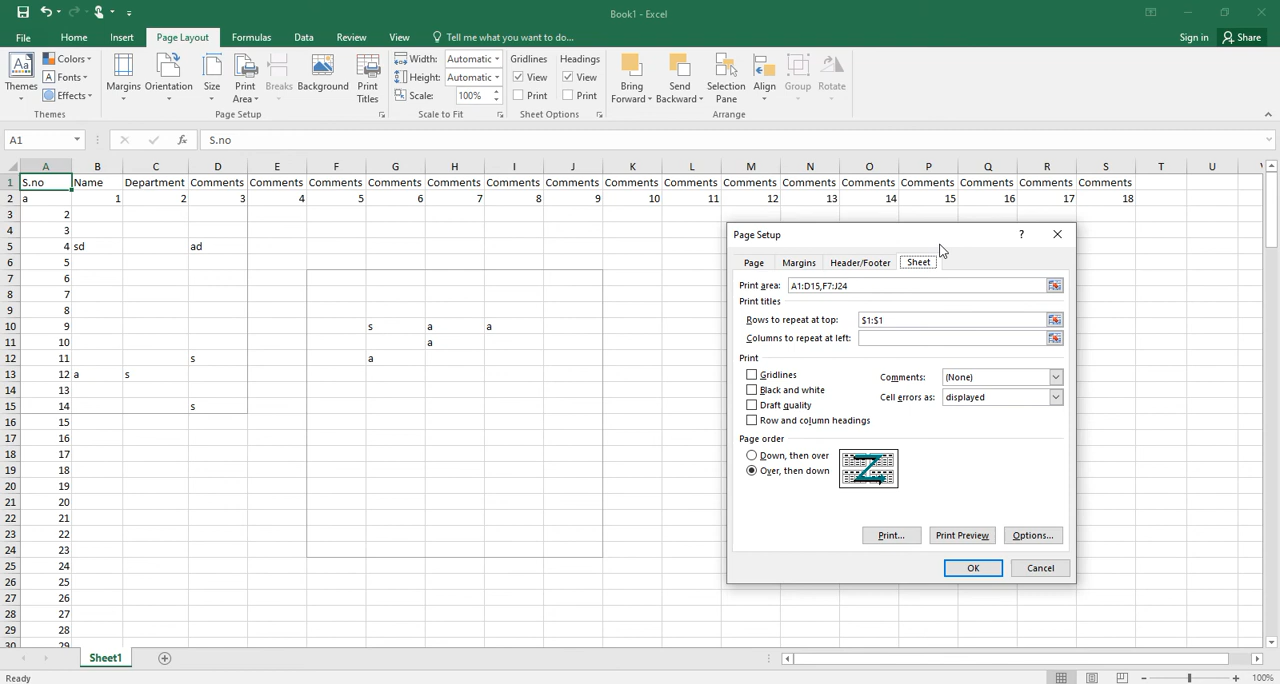 Book1 - Excel
Sign in Share
File Home Insert Page Layout Formulas Data Review View Tell me what you want to do...
Themes Colors Fonts Effects Margins Orientation Size Print Area Breaks Background Print Titles Width: Automatic Height: Automatic Scale: 100% Gridlines View Print Headings View Print Bring Forward Send Backward Selection Pane Align Group Rotate
Themes Page Setup Scale to Fit Sheet Options Arrange
A1 fx S.no
A B C D E F G H I J K L M N O P Q R S T U
1 S.no Name Department Comments Comments Comments Comments Comments Comments Comments Comments Comments Comments Comments Comments Comments Comments Comments Comments
2 a 1 2 3 4 5 6 7 8 9 10 11 12 13 14 15 16 17 18
3 2
4 3
5 4 sd ad
6 5
7 6
8 7
9 8
10 9 s a a
11 10 a
12 11 s a
13 12 a s
14 13
15 14 s
16 15
17 16
18 17
19 18
20 19
21 20
22 21
23 22
24 23
25 24
26 25
27 26
28 27
29 28
30 29
Page Setup ?
Page Margins Header/Footer Sheet
Print area: A1:D15,F7:J24
Print titles
Rows to repeat at top: $1:$1
Columns to repeat at left:
Print
Gridlines
Black and white
Draft quality
Row and column headings
Comments: (None)
Cell errors as: displayed
Page order
Down, then over
Over, then down
Print... Print Preview Options...
OK Cancel
Sheet1
Ready 100%